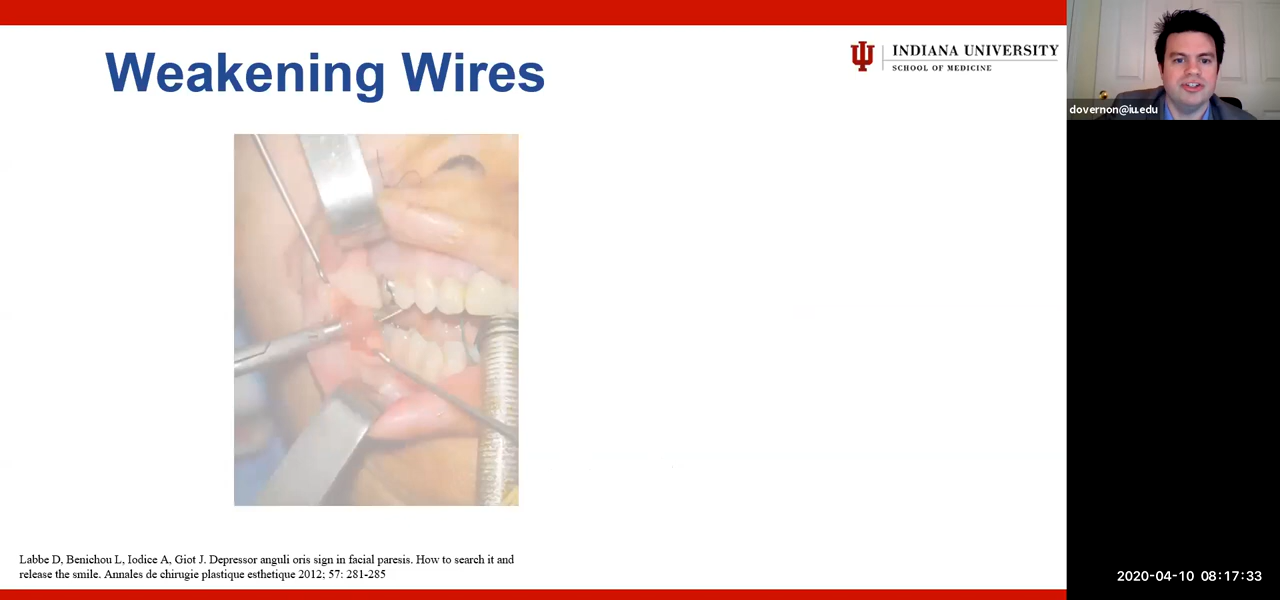 Weakening Wires
INDIANA UNIVERSITY
SCHOOL OF MEDICINE
dovernon@iu.edu
Labbe D, Benichou L, Iodice A, Giot J. Depressor anguli oris sign in facial paresis. How to search it and
release the smile. Annales de chirugie plastique esthetique 2012; 57: 281-285
2020-04-10 08:17:33